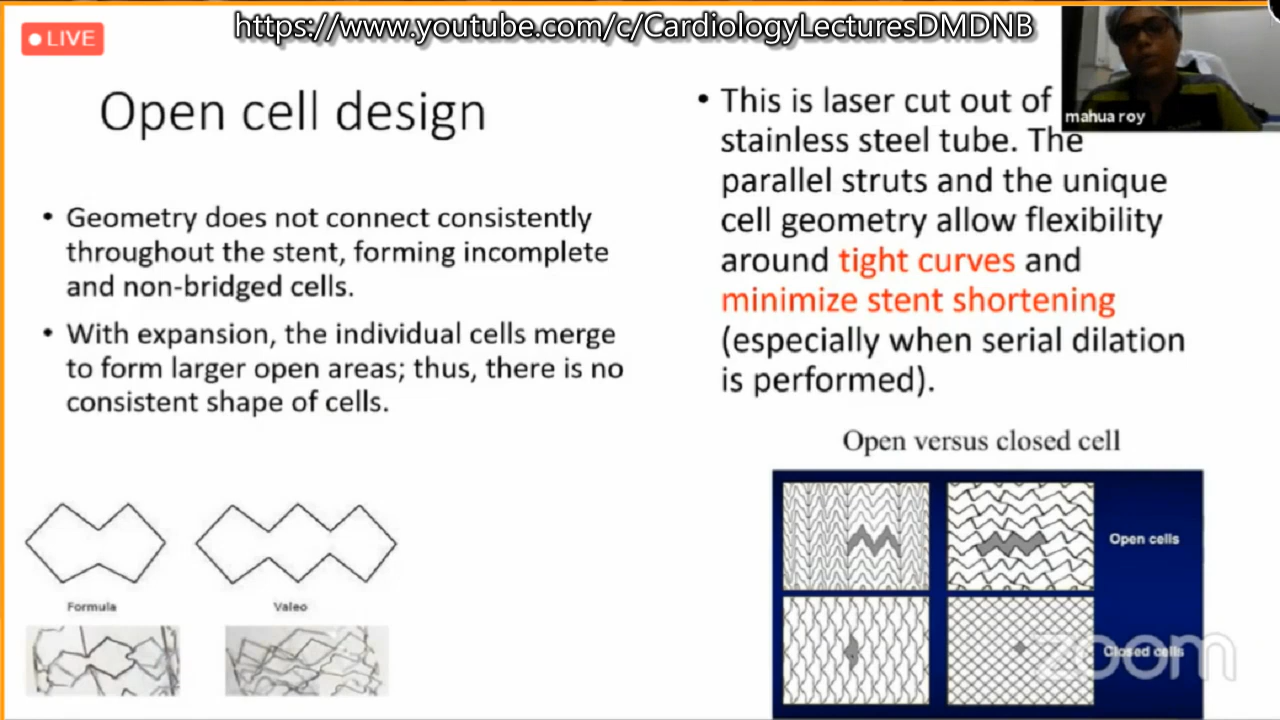 https://www.youtube.com/c/CardiologyLecturesDMDNB
LIVE
mahua roy
Open cell design
• Geometry does not connect consistently
throughout the stent, forming incomplete
and non-bridged cells.
• With expansion, the individual cells merge
to form larger open areas; thus, there is no
consistent shape of cells.
Formula
Valeo
• This is laser cut out of
stainless steel tube. The
parallel struts and the unique
cell geometry allow flexibility
around tight curves and
minimize stent shortening
(especially when serial dilation
is performed).
Open versus closed cell
Open cells
Closed cells
zoom